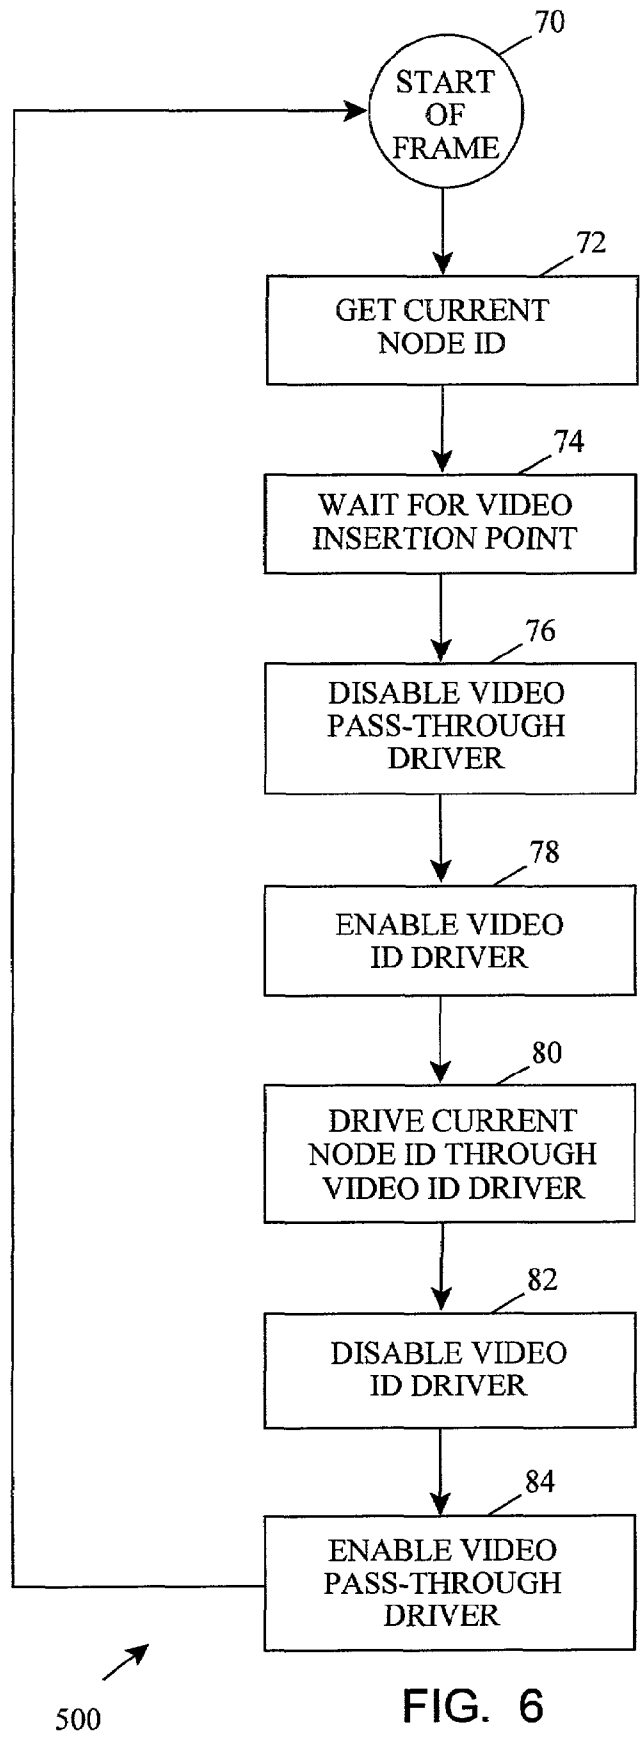 70
START
OF
FRAME
72
GET CURRENT
NODE ID
74
WAIT FOR VIDEO
INSERTION POINT
76
DISABLE VIDEO
PASS-THROUGH
DRIVER
78
ENABLE VIDEO
ID DRIVER
80
DRIVE CURRENT
NODE ID THROUGH
VIDEO ID DRIVER
82
DISABLE VIDEO
ID DRIVER
84
ENABLE VIDEO
PASS-THROUGH
DRIVER
500
FIG. 6